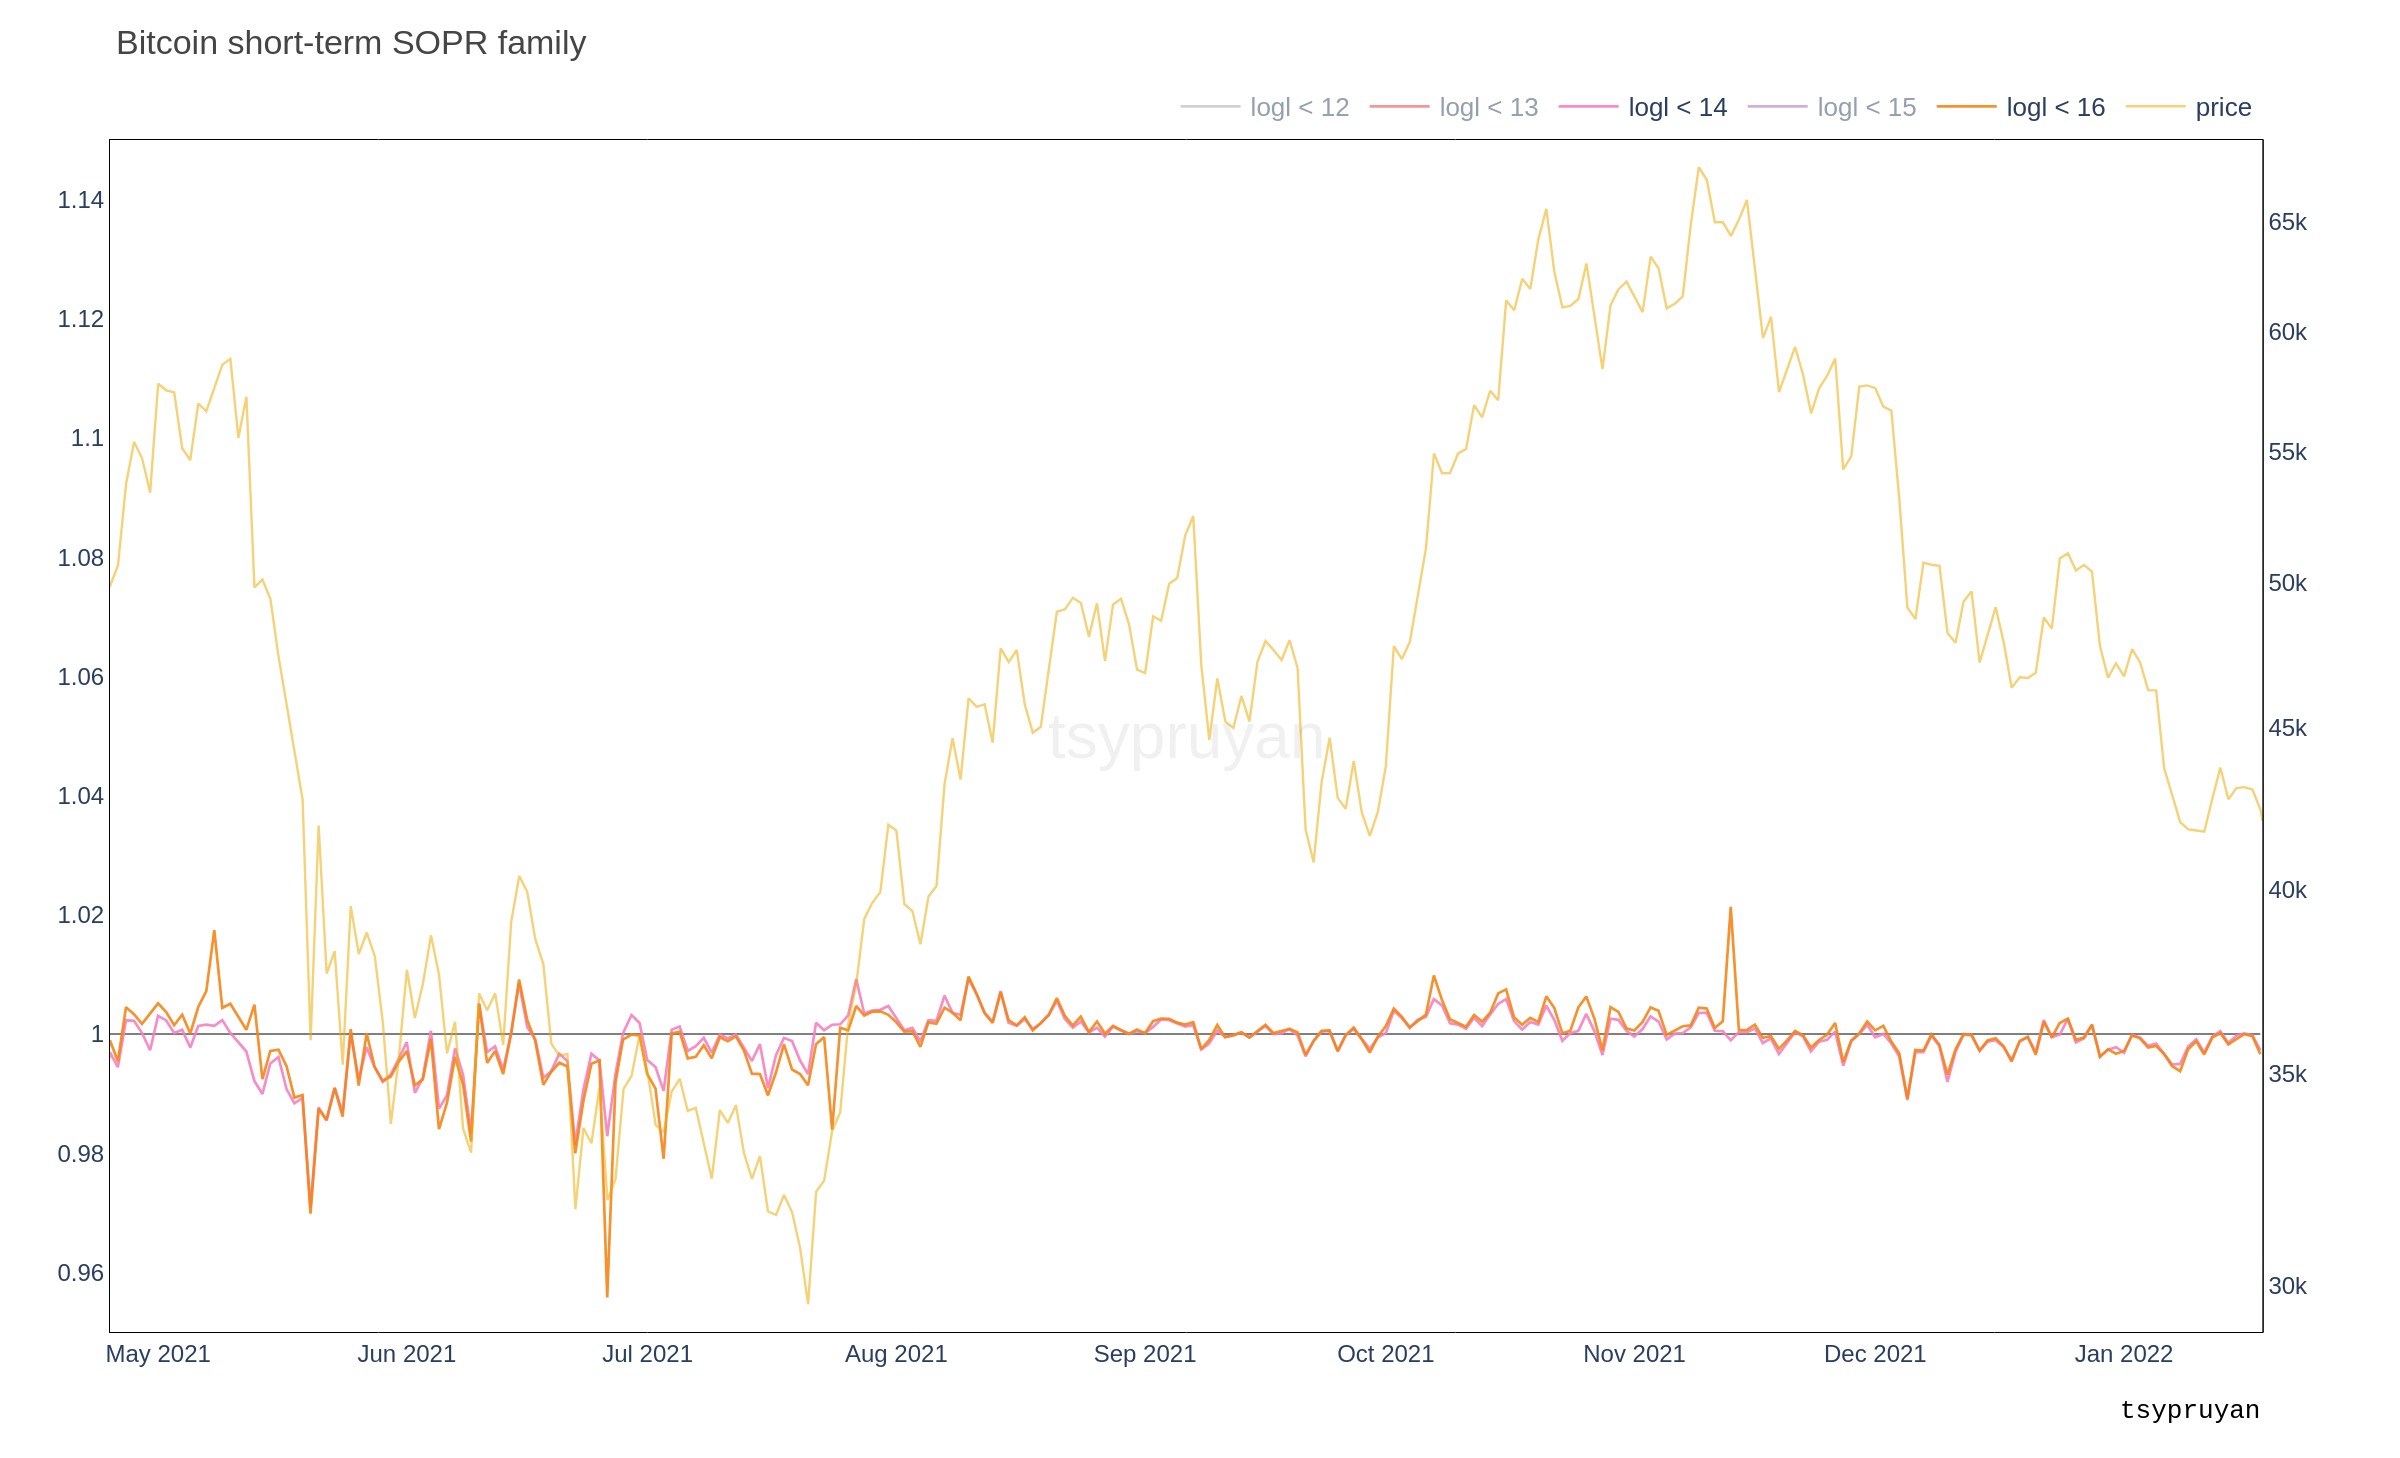 Bitcoin short-term SOPR family
logl < 12 logl < 13 logl < 14 logl < 15 logl < 16 price
1.14
1.12
1.1
1.08
1.06
1.04
1.02
1
0.98
0.96
65k
60k
55k
50k
45k
40k
35k
30k
tsypruyan
May 2021 Jun 2021 Jul 2021 Aug 2021 Sep 2021 Oct 2021 Nov 2021 Dec 2021 Jan 2022
tsypruyan